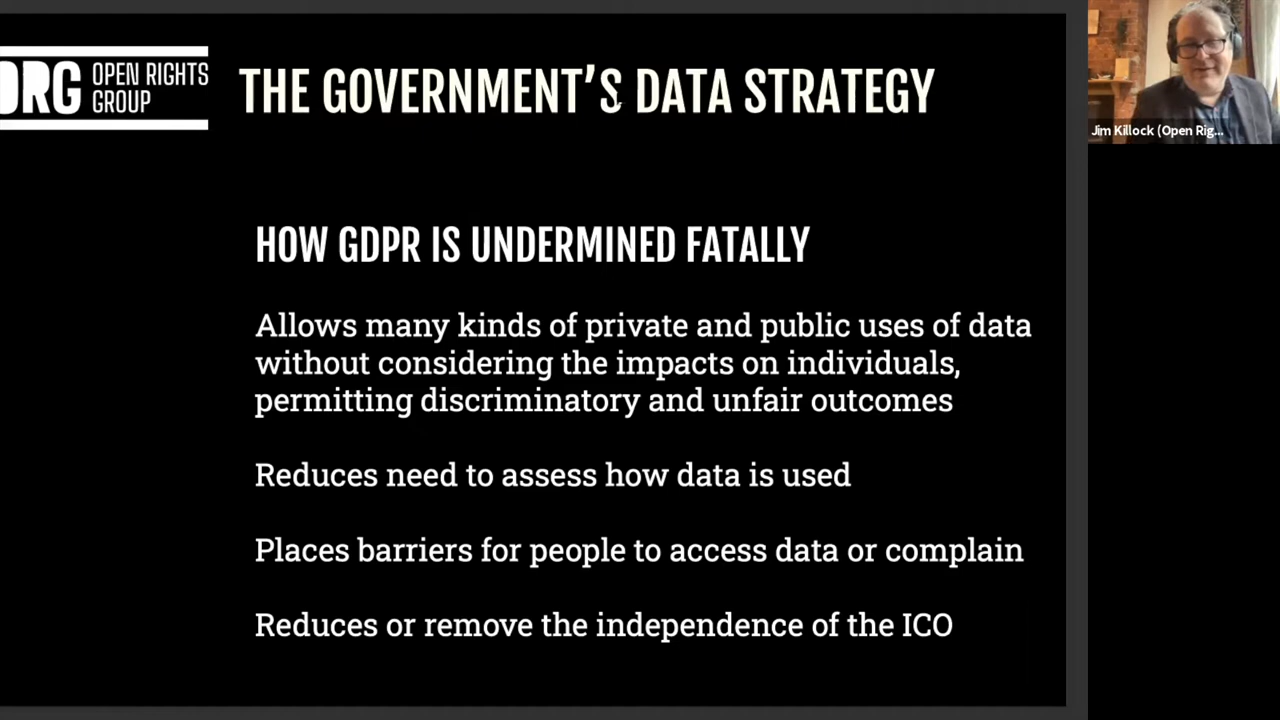 ORG OPEN RIGHTS
GROUP
THE GOVERNMENT'S DATA STRATEGY
HOW GDPR IS UNDERMINED FATALLY
Allows many kinds of private and public uses of data
without considering the impacts on individuals,
permitting discriminatory and unfair outcomes
Reduces need to assess how data is used
Places barriers for people to access data or complain
Reduces or remove the independence of the ICO
Jim Killock (Open Rig...